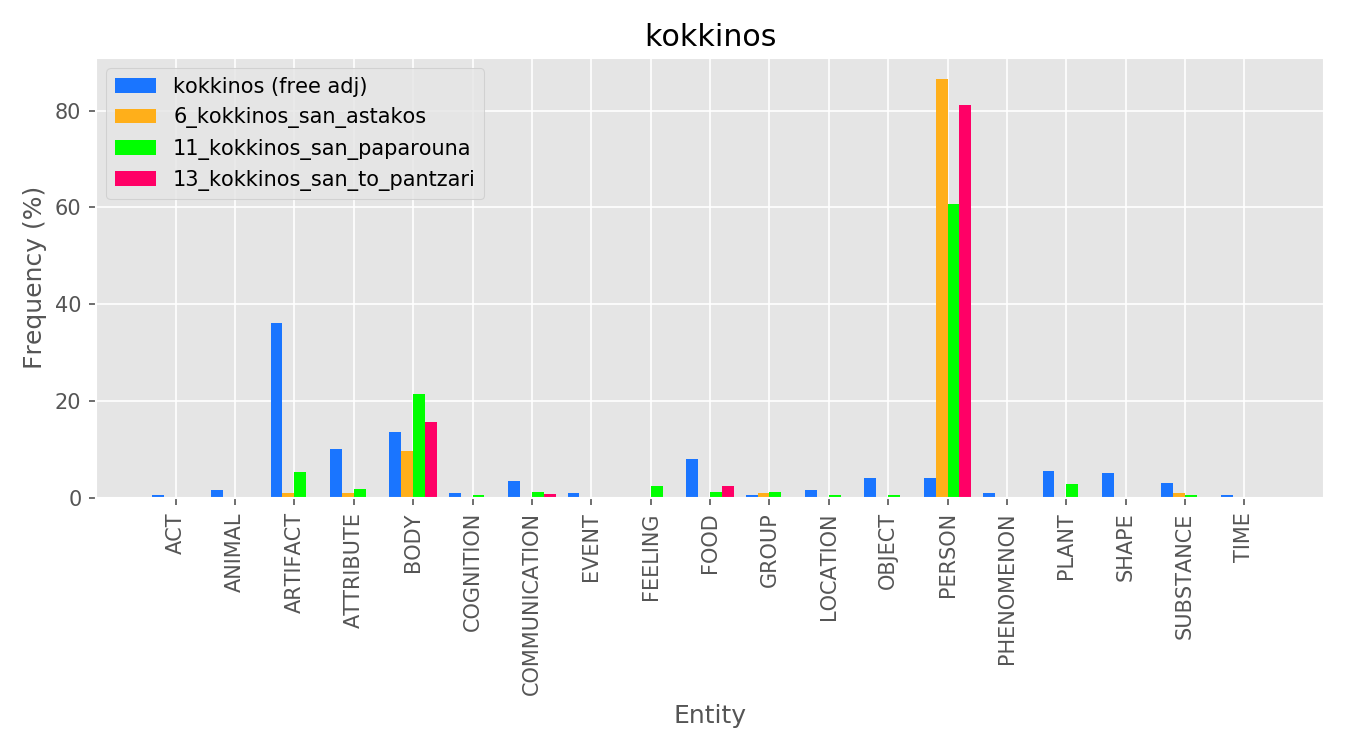 kokkinos
kokkinos (free adj)
6_kokkinos_san_astakos
11_kokkinos_san_paparouna
13_kokkinos_san_to_pantzari
Frequency (%)
80
60
40
20
0
ACT
ANIMAL
ARTIFACT
ATTRIBUTE
BODY
COGNITION
COMMUNICATION
EVENT
FEELING
FOOD
GROUP
LOCATION
OBJECT
PERSON
PHENOMENON
PLANT
SHAPE
SUBSTANCE
TIME
Entity